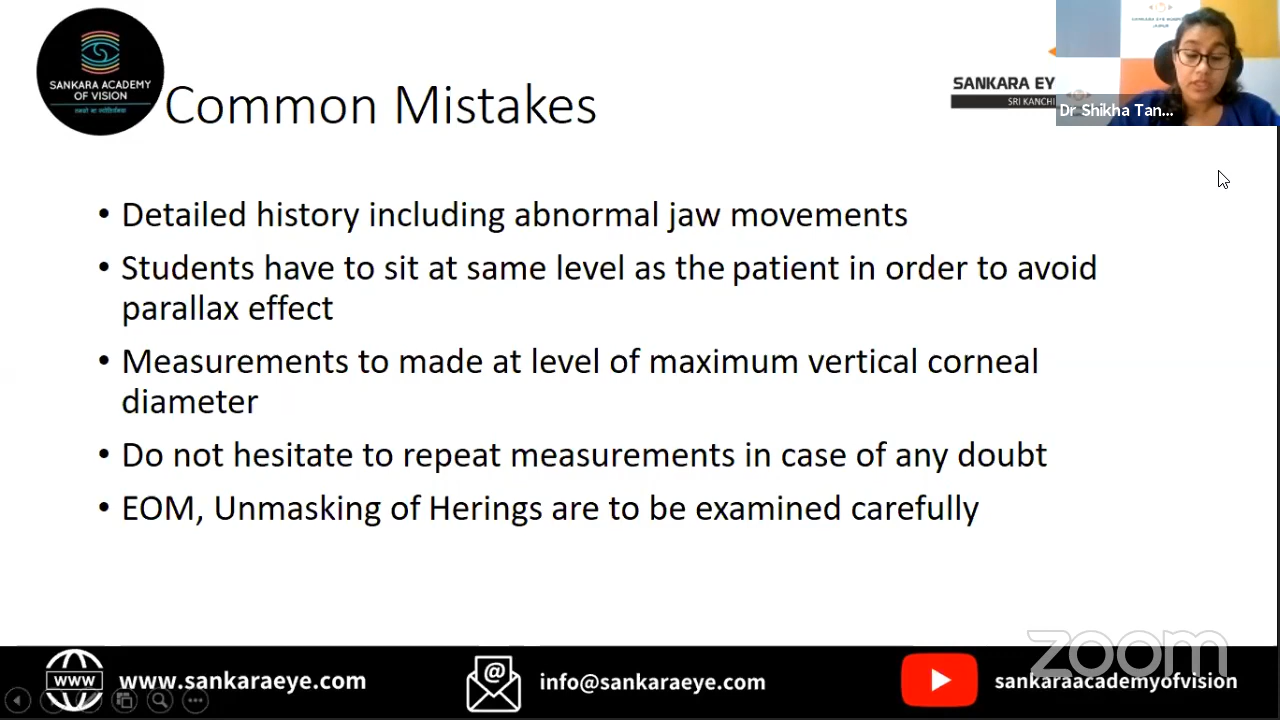 SANKARA ACADEMY
OF VISION
Common Mistakes
SANKARA EY
SRI KANCHI
Dr Shikha Tan...
• Detailed history including abnormal jaw movements
• Students have to sit at same level as the patient in order to avoid
parallax effect
• Measurements to made at level of maximum vertical corneal
diameter
• Do not hesitate to repeat measurements in case of any doubt
• EOM, Unmasking of Herings are to be examined carefully
zoom
WWW
www.sankaraeye.com
@
info@sankaraeye.com
sankaraacademyofvision